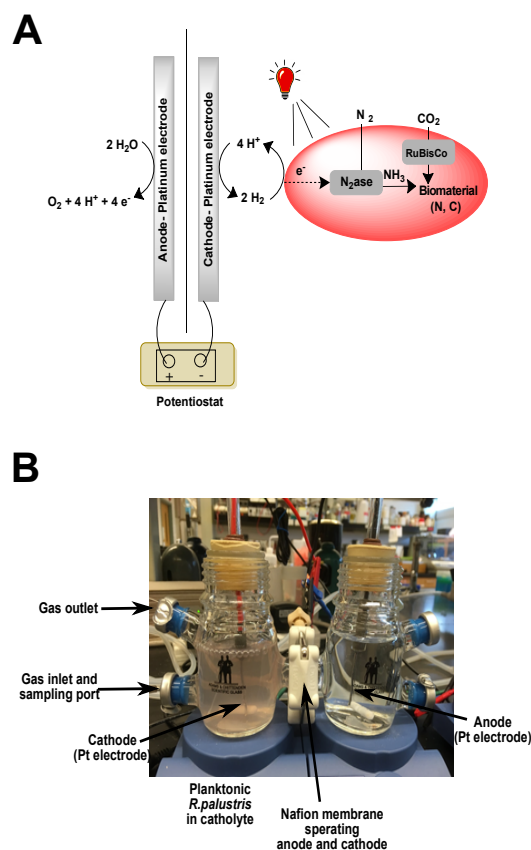 A
Anode- Platinum electrode
Cathode- Platinum electrode
2 H2O
O2 + 4 H+ + 4 e-
4 H+
2 H2
e-
N 2
CO2
RuBisCo
N2ase
NH3
Biomaterial
(N, C)
+ -
Potentiostat
B
Gas outlet
Gas inlet and
sampling port
Cathode
(Pt electrode)
Planktonic
R.palustris
in catholyte
Nafion membrane
sperating
anode and cathode
Anode
(Pt electrode)